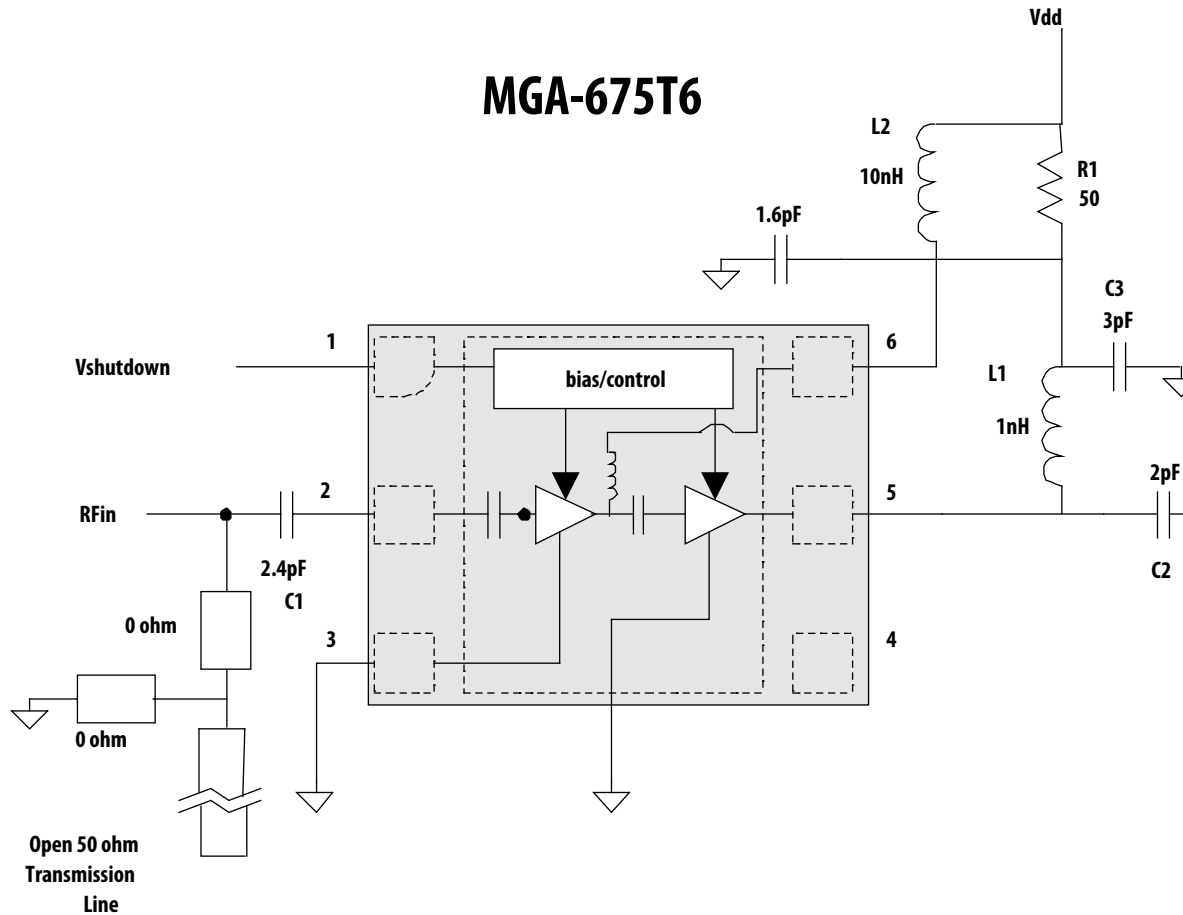 Vdd
MGA-675T6
L2
10nH
R1
50
1.6pF
C3
3pF
1
6
Vshutdown
bias/control
L1
1nH
2
5
2pF
RFin
2.4pF
C1
C2
0 ohm
3
4
0 ohm
Open 50 ohm
Transmission
Line